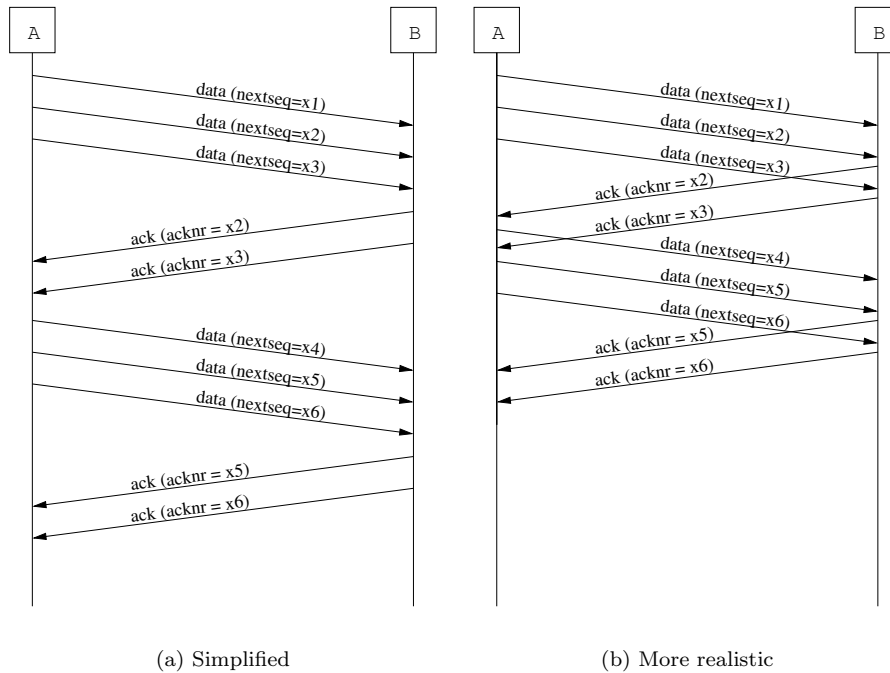 A
B
data (nextseq=x1)
data (nextseq=x2)
data (nextseq=x3)
ack (acknr = x2)
ack (acknr = x3)
data (nextseq=x4)
data (nextseq=x5)
data (nextseq=x6)
ack (acknr = x5)
ack (acknr = x6)
(a) Simplified
A
B
data (nextseq=x1)
data (nextseq=x2)
data (nextseq=x3)
ack (acknr = x2)
ack (acknr = x3)
data (nextseq=x4)
data (nextseq=x5)
data (nextseq=x6)
ack (acknr = x5)
ack (acknr = x6)
(b) More realistic